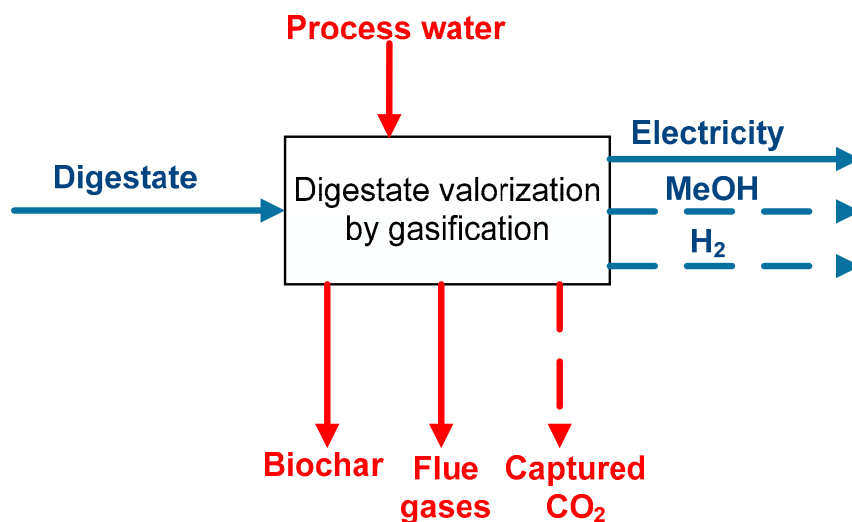 Process water
Electricity
Digestate
Digestate valorization
by gasification
MeOH
H₂
Biochar
Flue
gases
Captured
CO₂